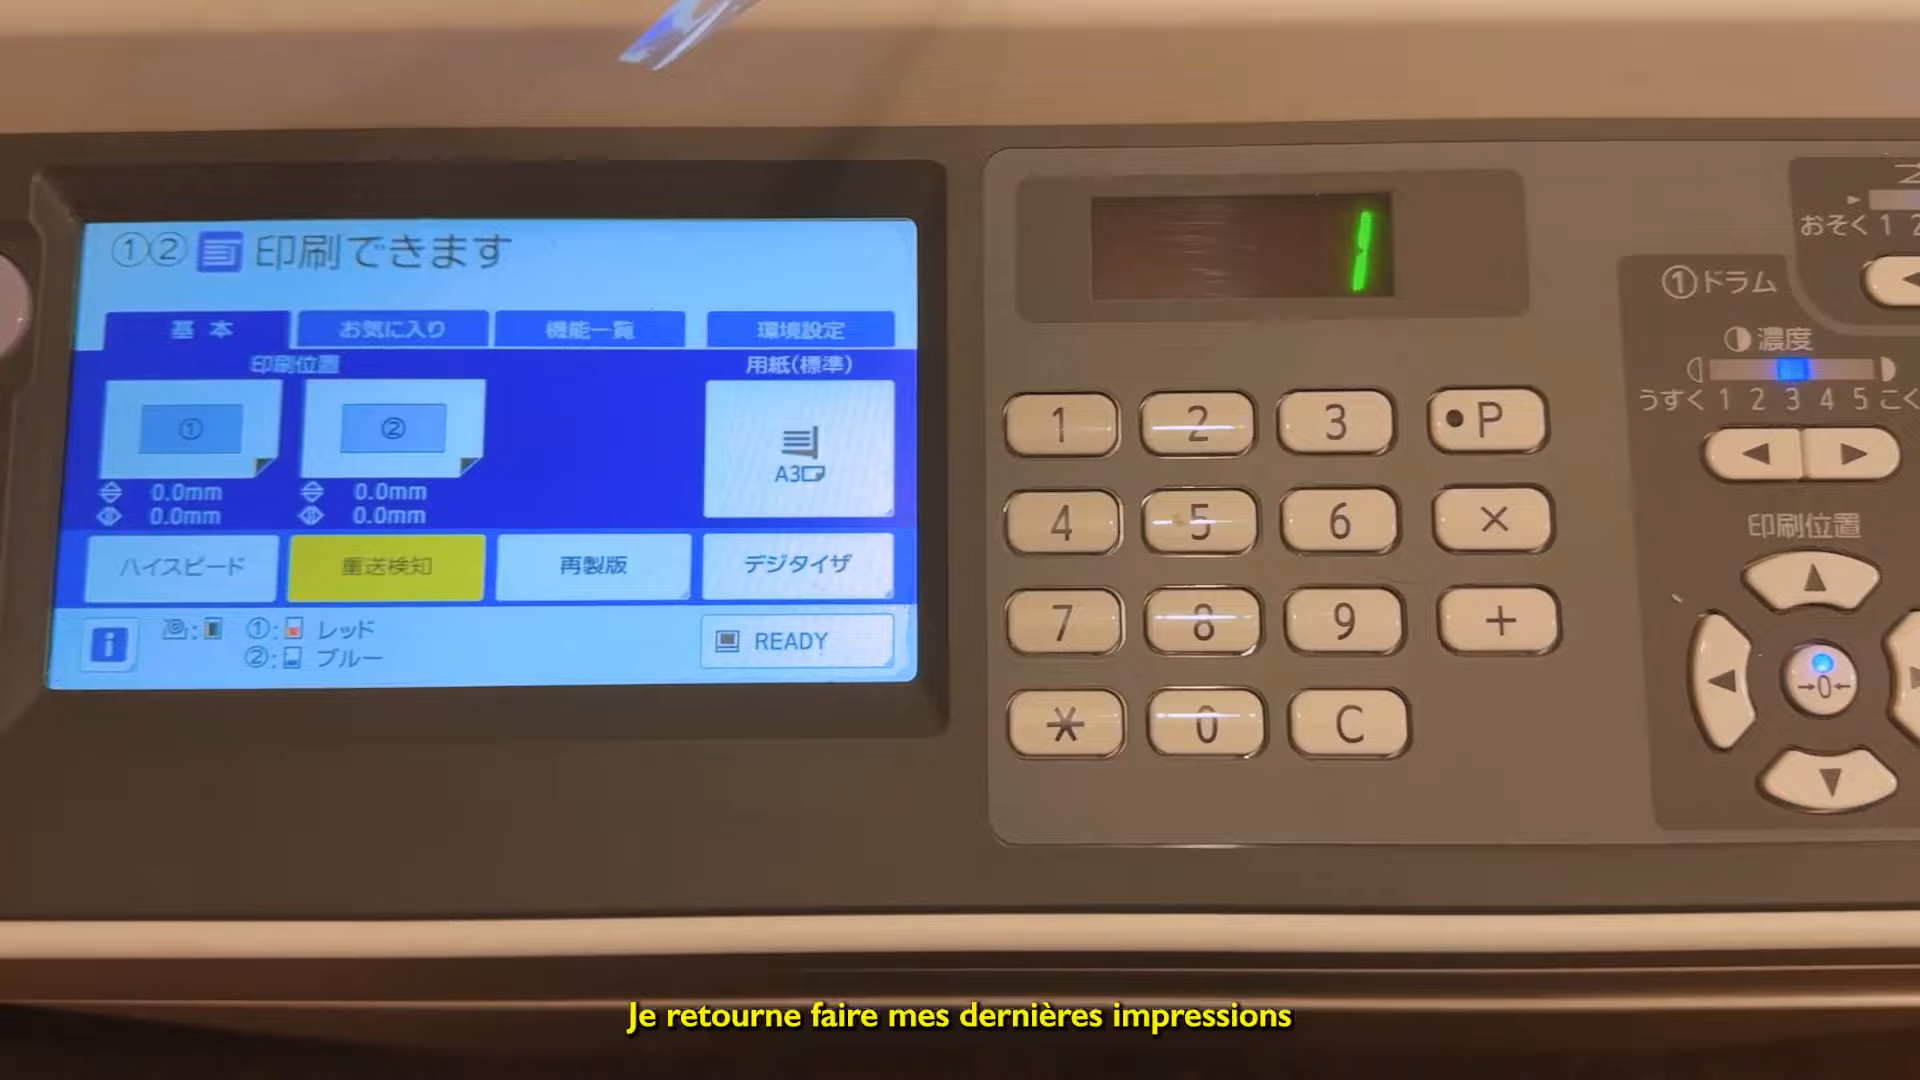 ①② 印刷できます
基本 お気に入り 機能一覧 環境設定
印刷位置 用紙(標準)
① ②
A3
0.0mm 0.0mm
0.0mm 0.0mm
ハイスピード 重送検知 再製版 デジタイザ
i ①: レッド
②: ブルー
READY
1
1 2 3 •P
4 5 6 ×
7 8 9 +
* 0 C
おそく 1 2
①ドラム
濃度
うすく 1 2 3 4 5 こく
印刷位置
→0←
Je retourne faire mes dernières impressions